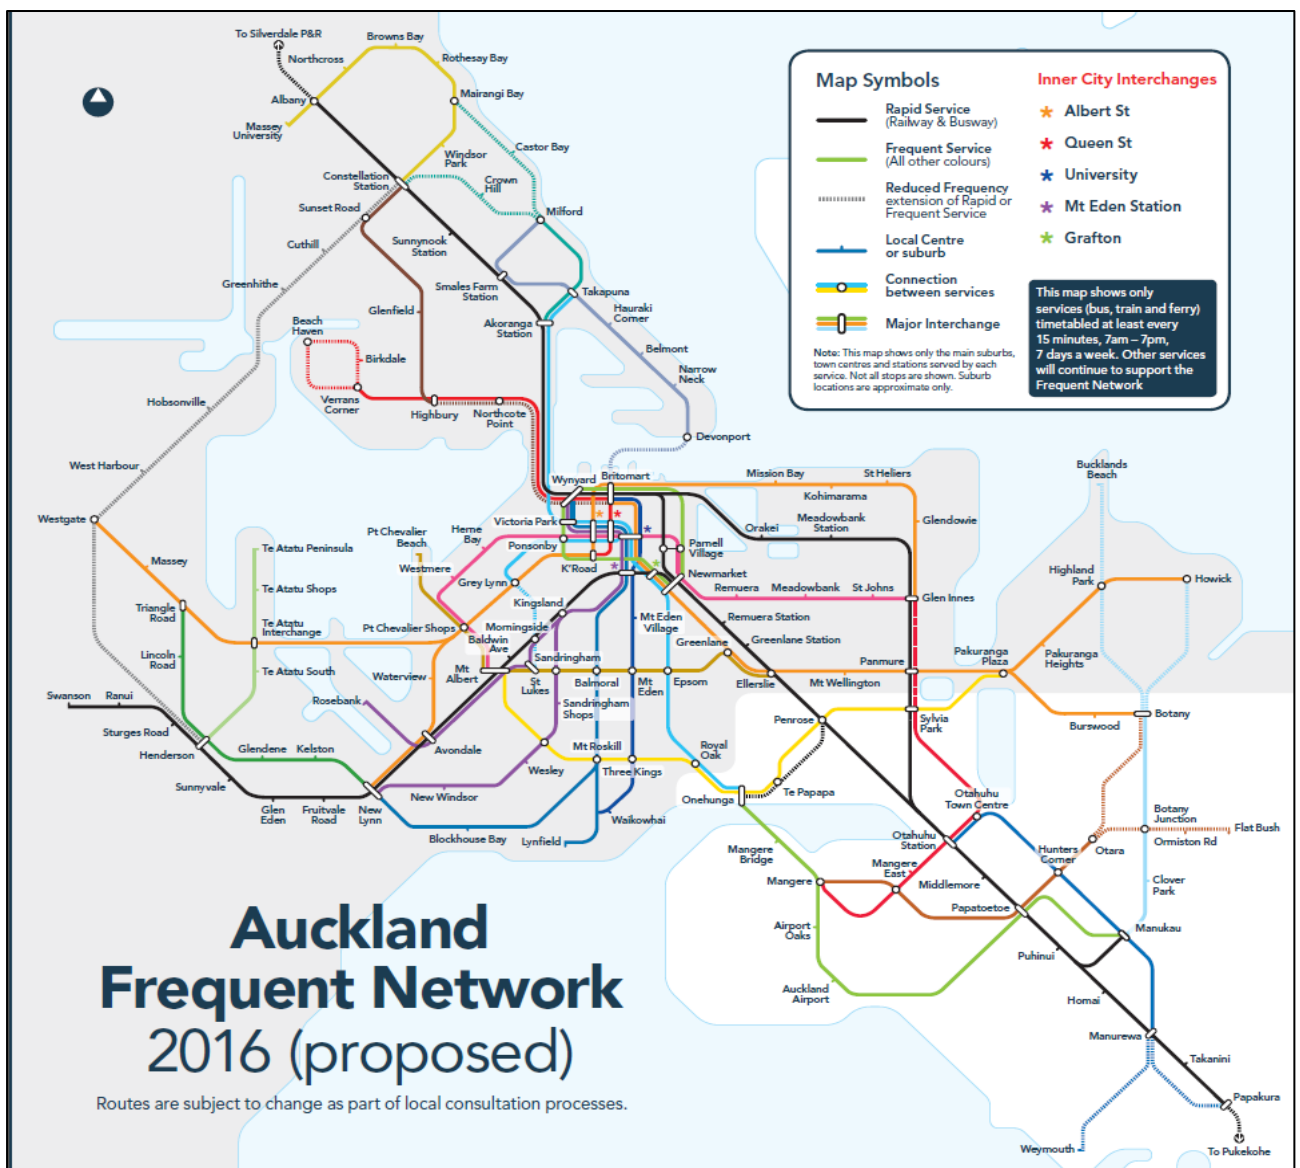 To Silverdale P&R
Browns Bay
Northcross
Rothesay Bay
Albany
Mairangi Bay
Massey
University
Castor Bay
Windsor
Park
Constellation
Station
Crown
Hill
Sunset Road
Milford
Cuthill
Sunnynook
Station
Greenhithe
Smales Farm
Station
Takapuna
Glenfield
Hauraki
Corner
Beach
Haven
Akoranga
Station
Birkdale
Belmont
Narrow
Neck
Hobsonville
Verrans
Corner
Highbury
Northcote
Point
Devonport
West Harbour
Westgate
Map Symbols
Rapid Service
(Railway & Busway)
Frequent Service
(All other colours)
Reduced Frequency
extension of Rapid or
Frequent Service
Local Centre
or suburb
Connection
between services
Major Interchange
Note: This map shows only the main suburbs,
town centres and stations served by each
service. Not all stops are shown. Suburb
locations are approximate only.
Inner City Interchanges
* Albert St
* Queen St
* University
* Mt Eden Station
* Grafton
This map shows only
services (bus, train and ferry)
timetabled at least every
15 minutes, 7am – 7pm,
7 days a week. Other services
will continue to support the
Frequent Network
Wynyard
Britomart
Mission Bay
St Heliers
Kohimarama
Bucklands
Beach
Victoria Park
Orakei
Meadowbank
Station
Glendowie
Pt Chevalier
Beach
Herne
Bay
Ponsonby
Parnell
Village
Te Atatu Peninsula
Westmere
Massey
K'Road
Newmarket
Highland
Park
Howick
Te Atatu Shops
Grey Lynn
Remuera
Meadowbank
St Johns
Glen Innes
Triangle
Road
Kingsland
Te Atatu
Interchange
Pt Chevalier Shops
Morningside
Mt Eden
Village
Remuera Station
Baldwin
Ave
Greenlane
Greenlane Station
Lincoln
Road
Sandringham
Pakuranga
Plaza
Pakuranga
Heights
Te Atatu South
Waterview
Mt
Albert
St
Lukes
Balmoral
Mt
Eden
Epsom
Ellerslie
Panmure
Mt Wellington
Swanson
Ranui
Rosebank
Sandringham
Shops
Penrose
Sylvia
Park
Burswood
Botany
Sturges Road
Henderson
Glendene
Kelston
Avondale
Mt Roskill
Royal
Oak
Wesley
Three Kings
Sunnyvale
Te Papapa
New Windsor
Onehunga
Otahuhu
Town Centre
Glen
Eden
Fruitvale
Road
New
Lynn
Waikowhai
Botany
Junction
Blockhouse Bay
Lynfield
Otahuhu
Station
Flat Bush
Ormiston Rd
Mangere
Bridge
Hunters
Corner
Otara
Mangere
East
Mangere
Middlemore
Clover
Park
Papatoetoe
Airport
Oaks
Manukau
Puhinui
Auckland
Airport
Homai
Manurewa
Takanini
Papakura
Weymouth
To Pukekohe
Auckland
Frequent Network
2016 (proposed)
Routes are subject to change as part of local consultation processes.